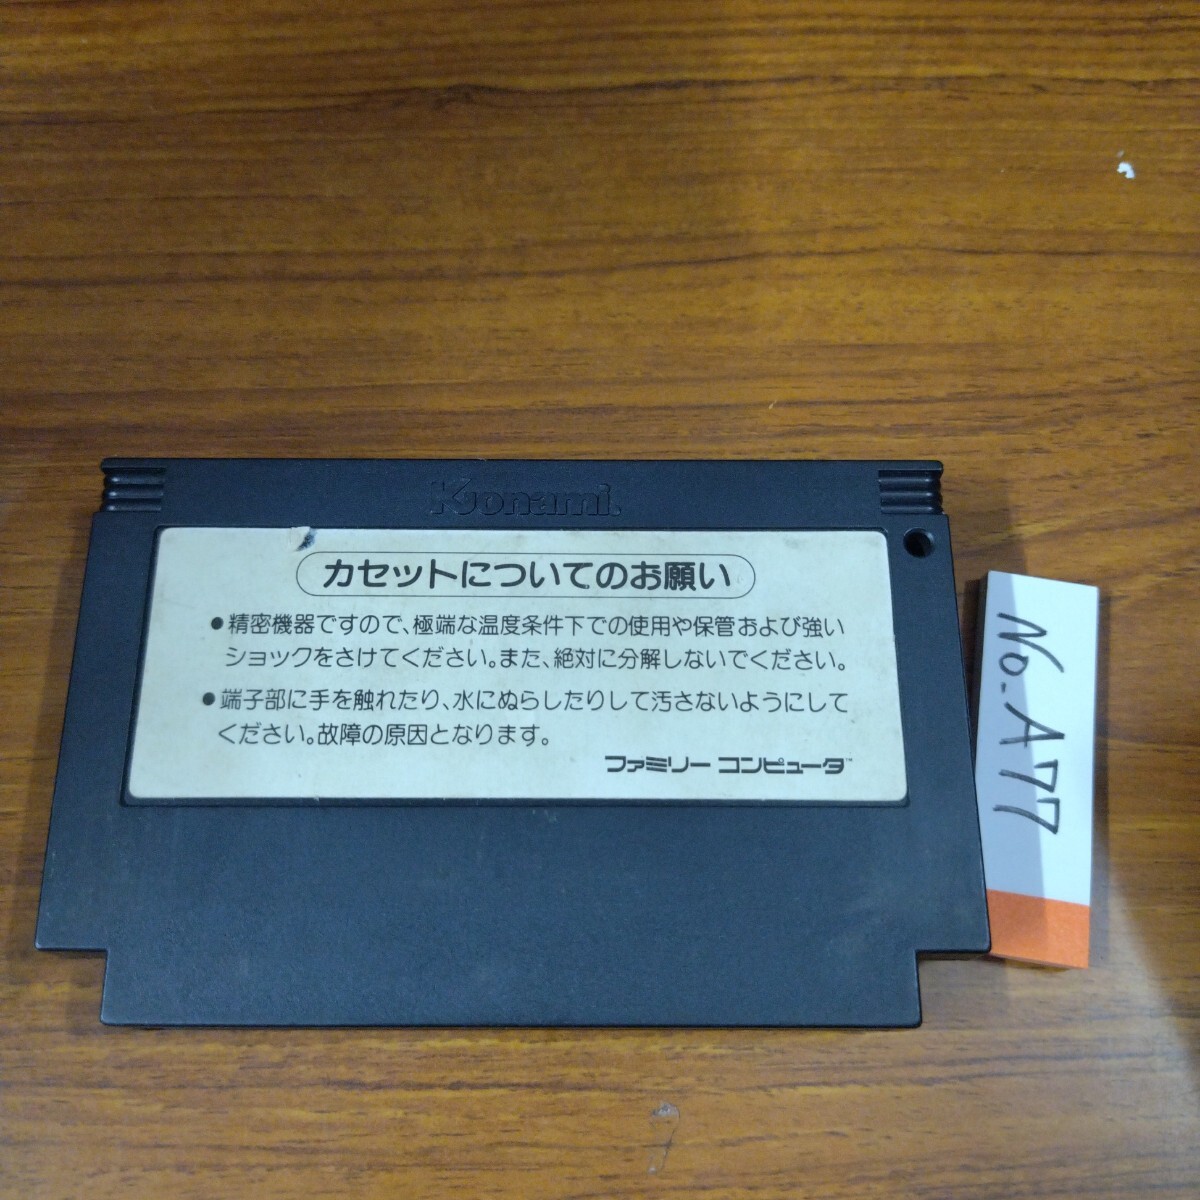 Konami.
カセットについてのお願い
●精密機器ですので、極端な温度条件下での使用や保管および強い
ショックをさけてください。また、絶対に分解しないでください。
●端子部に手を触れたり、水にぬらしたりして汚さないようにして
ください。故障の原因となります。
ファミリー コンピュータ™
No. A77